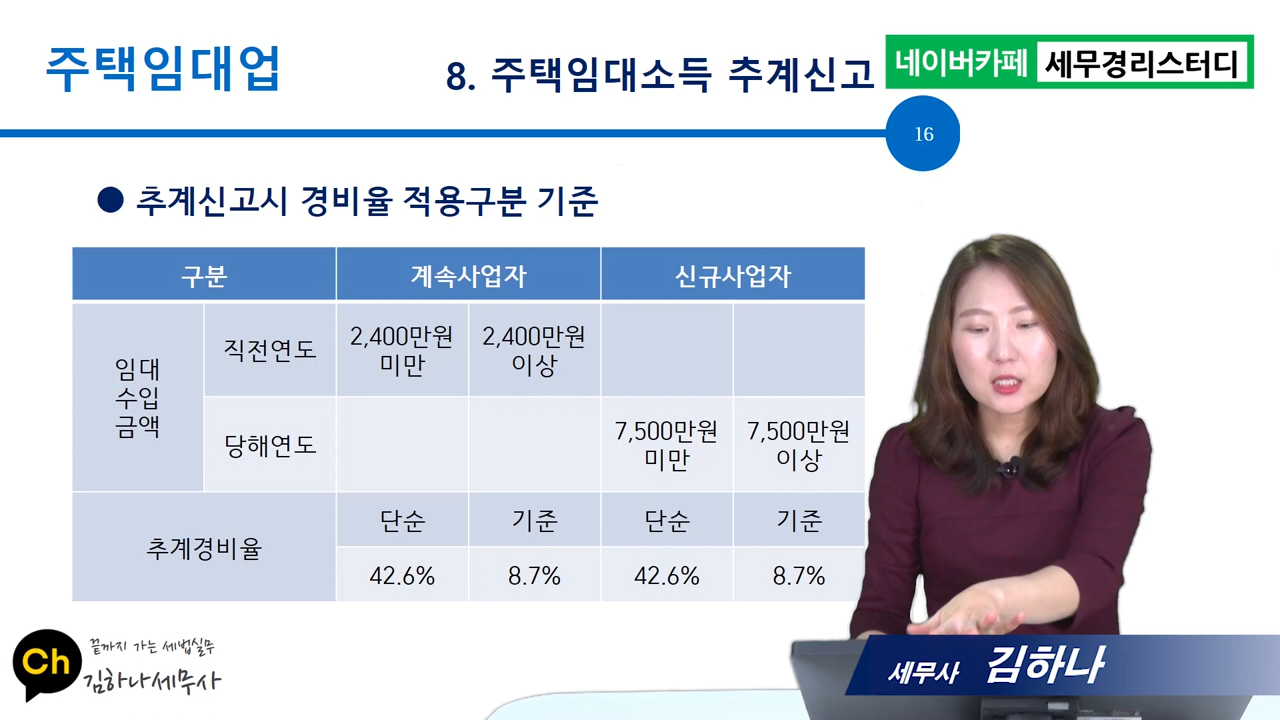 주택임대업
8. 주택임대소득 추계신고
네이버카페 세무경리스터디
16
● 추계신고시 경비율 적용구분 기준
구분 계속사업자 신규사업자
임대
수입
금액
직전연도
2,400만원
미만
2,400만원
이상
당해연도
7,500만원
미만
7,500만원
이상
추계경비율
단순 기준 단순 기준
42.6% 8.7% 42.6% 8.7%
Ch
끝까지 가는 세법실무
김하나세무사
세무사 김하나